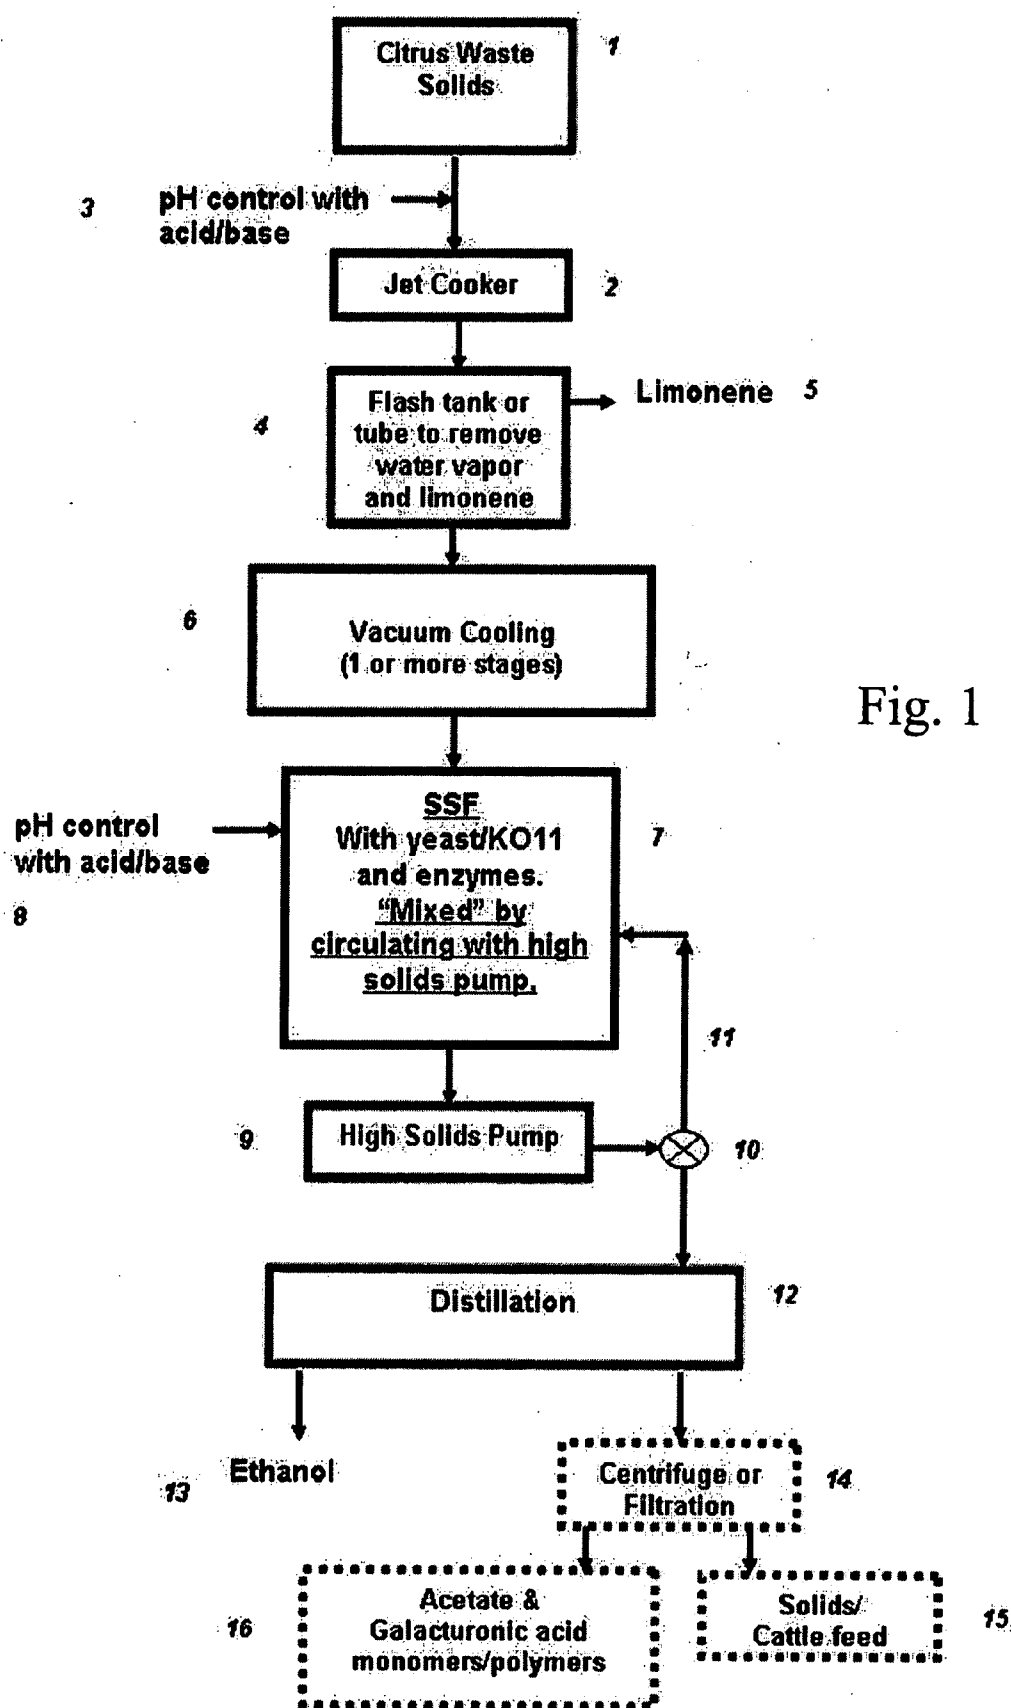 Citrus Waste
Solids
1
3
pH control with
acid/base
Jet Cooker
2
4
Flash tank or
tube to remove
water vapor
and limonene
Limonene
5
6
Vacuum Cooling
(1 or more stages)
Fig. 1
pH control
with acid/base
8
SSF
With yeast/KO11
and enzymes.
“Mixed” by
circulating with high
solids pump.
7
11
9
High Solids Pump
10
Distillation
12
13
Ethanol
Centrifuge or
Filtration
14
16
Acetate &
Galacturonic acid
monomers/polymers
Solids/
Cattle feed
15